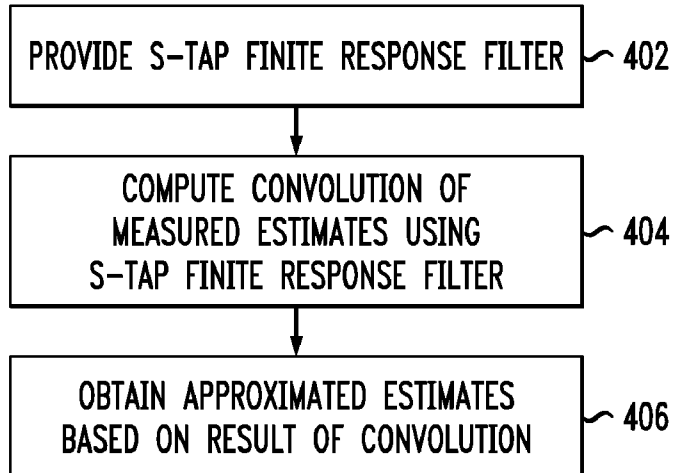 PROVIDE S-TAP FINITE RESPONSE FILTER 402
COMPUTE CONVOLUTION OF
MEASURED ESTIMATES USING
S-TAP FINITE RESPONSE FILTER
404
OBTAIN APPROXIMATED ESTIMATES
BASED ON RESULT OF CONVOLUTION
406